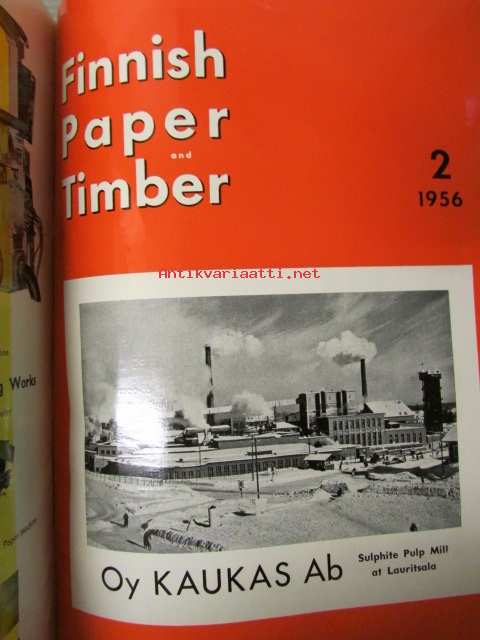 Finnish
Paper
and
Timber
2
1956
Antikvariaatti.net
Works
Oy KAUKAS Ab
Sulphite Pulp Mill
at Lauritsala